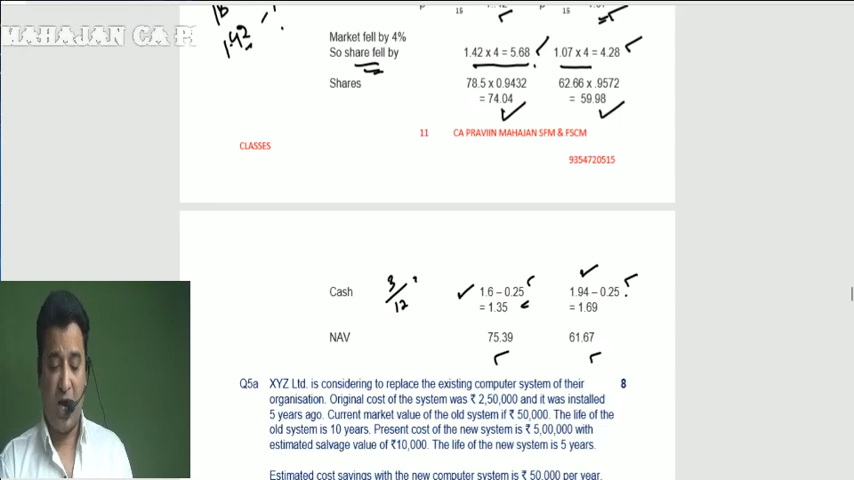 1.42
MAHAJAN CA P
15 15
Market fell by 4%
So share fell by 1.42 x 4 = 5.68 1.07 x 4 = 4.28
Shares 78.5 x 0.9432 62.66 x .9572
= 74.04 = 59.98
11 CA PRAVIIN MAHAJAN SFM & FSCM
CLASSES
9354720515
3/12
Cash 1.6 – 0.25 1.94 – 0.25
= 1.35 = 1.69
NAV 75.39 61.67
Q5a XYZ Ltd. is considering to replace the existing computer system of their 8
organisation. Original cost of the system was ₹ 2,50,000 and it was installed
5 years ago. Current market value of the old system if ₹ 50,000. The life of the
old system is 10 years. Present cost of the new system is ₹ 5,00,000 with
estimated salvage value of ₹10,000. The life of the new system is 5 years.
Estimated cost savings with the new computer system is ₹ 50,000 per year.